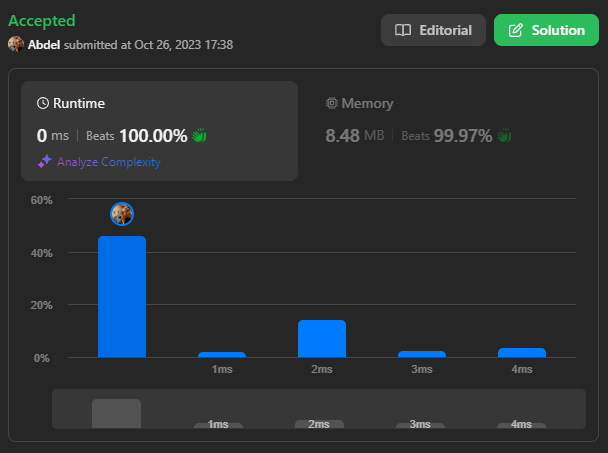 Accepted
Abdel submitted at Oct 26, 2023 17:38
Editorial
Solution
Runtime
0 ms Beats 100.00%
Analyze Complexity
Memory
8.48 MB Beats 99.97%
60%
40%
20%
0%
1ms 2ms 3ms 4ms
1ms 2ms 3ms 4ms